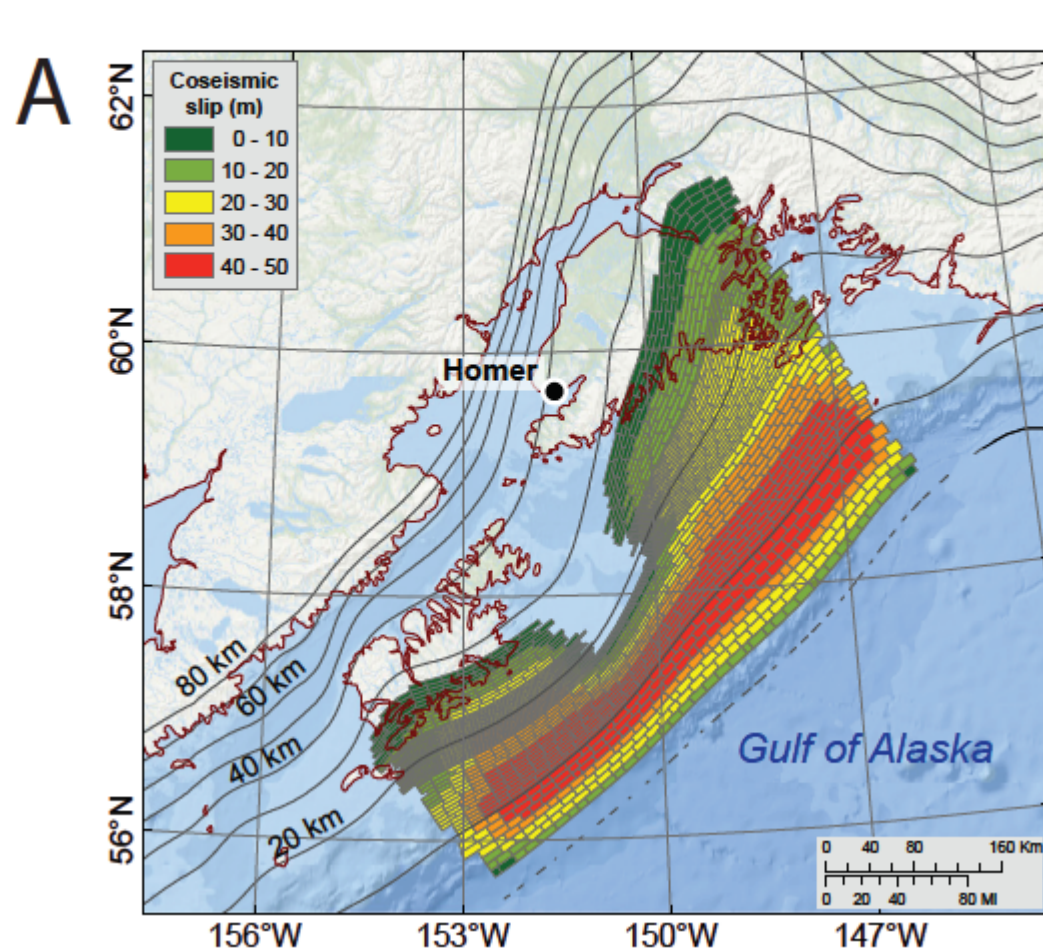 A
Coseismic
slip (m)
0 - 10
10 - 20
20 - 30
30 - 40
40 - 50
62°N
60°N
58°N
56°N
Homer
80 km
60 km
40 km
20 km
Gulf of Alaska
0 40 80 160 Km
0 20 40 80 MI
156°W 153°W 150°W 147°W